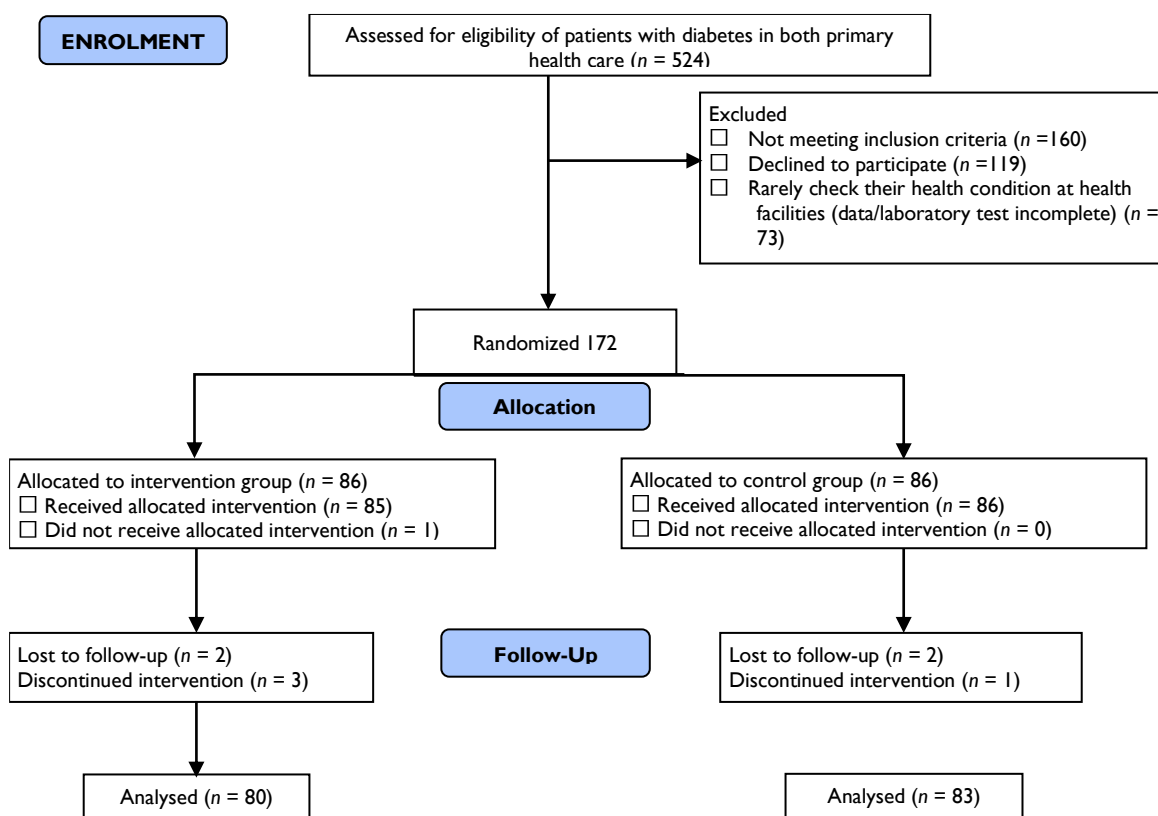 ENROLMENT
Assessed for eligibility of patients with diabetes in both primary
health care (n = 524)
Excluded
☐ Not meeting inclusion criteria (n =160)
☐ Declined to participate (n =119)
☐ Rarely check their health condition at health
facilities (data/laboratory test incomplete) (n =
73)
Randomized 172
Allocation
Allocated to intervention group (n = 86)
☐ Received allocated intervention (n = 85)
☐ Did not receive allocated intervention (n = 1)
Allocated to control group (n = 86)
☐ Received allocated intervention (n = 86)
☐ Did not receive allocated intervention (n = 0)
Follow-Up
Lost to follow-up (n = 2)
Discontinued intervention (n = 3)
Lost to follow-up (n = 2)
Discontinued intervention (n = 1)
Analysed (n = 80)
Analysed (n = 83)